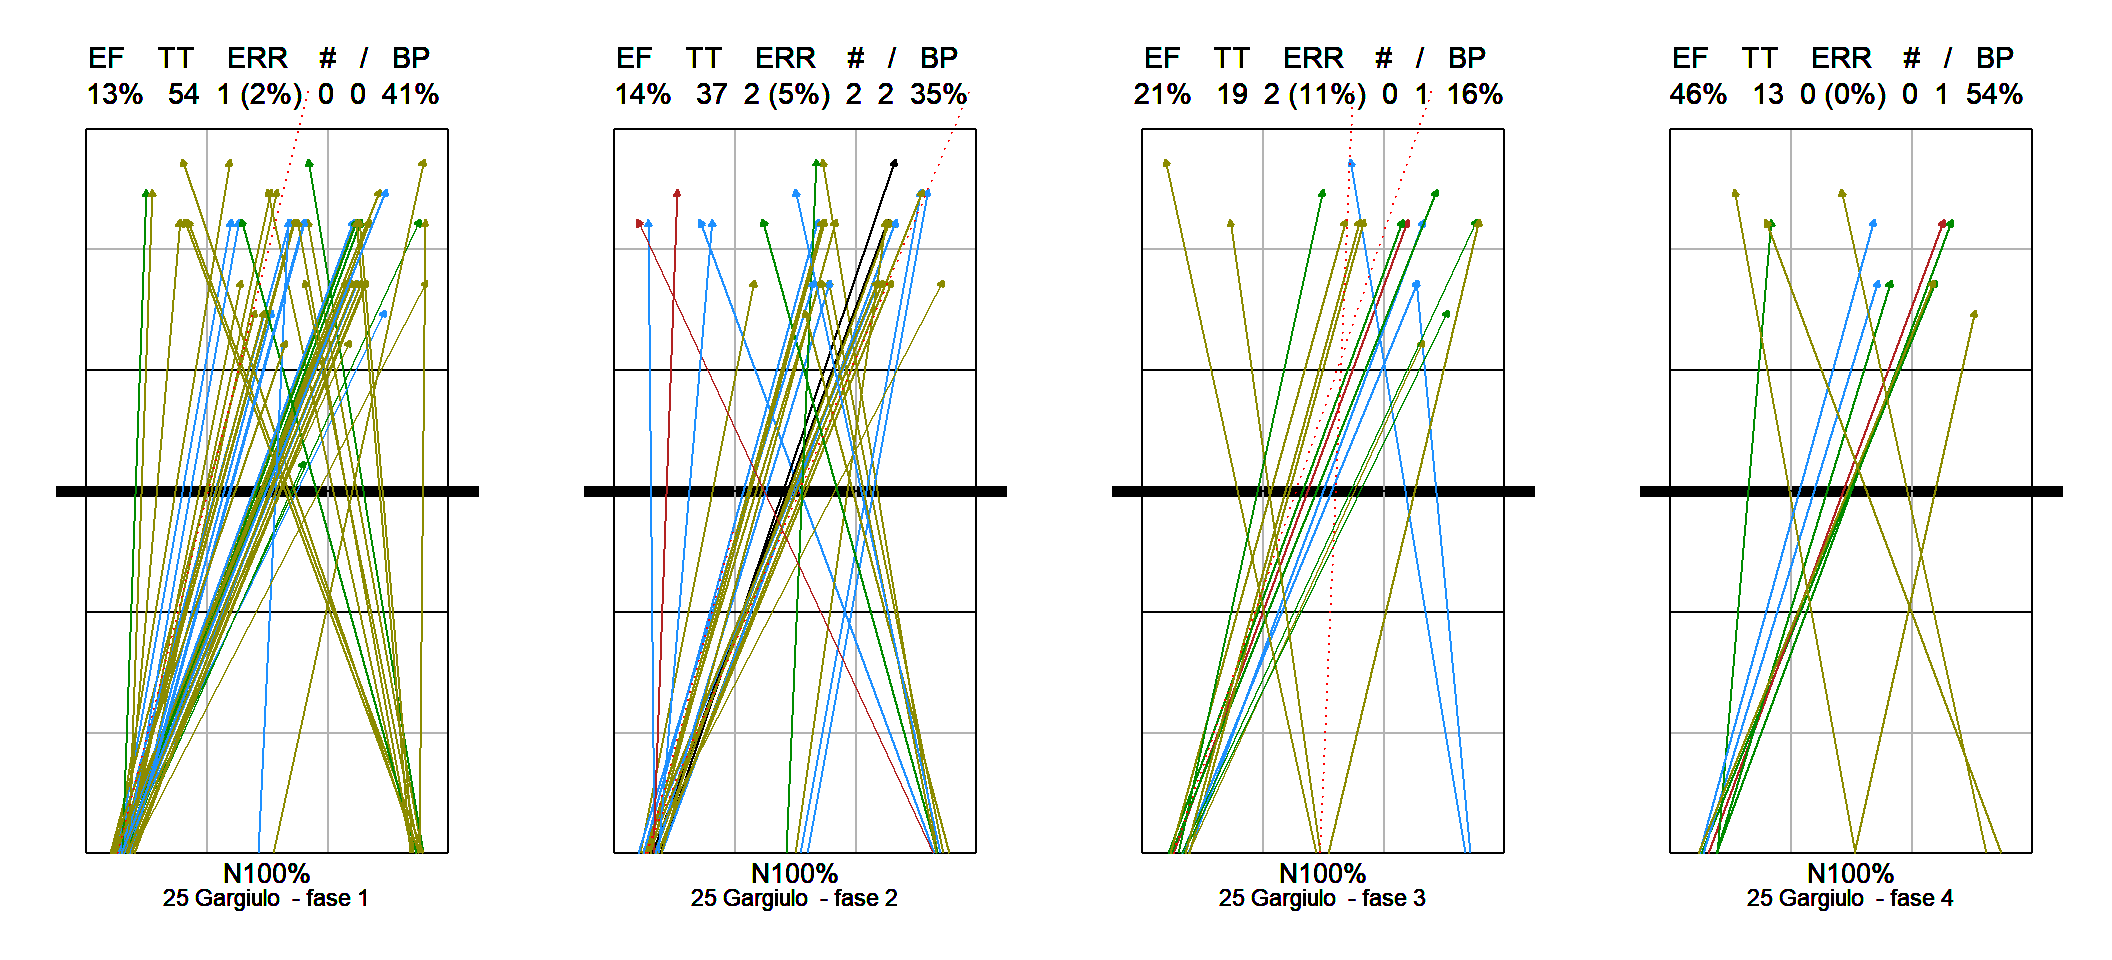 EF TT ERR # / BP
13% 54 1 (2%) 0 0 41%
N100%
25 Gargiulo - fase 1
EF TT ERR # / BP
14% 37 2 (5%) 2 2 35%
N100%
25 Gargiulo - fase 2
EF TT ERR # / BP
21% 19 2 (11%) 0 1 16%
N100%
25 Gargiulo - fase 3
EF TT ERR # / BP
46% 13 0 (0%) 0 1 54%
N100%
25 Gargiulo - fase 4